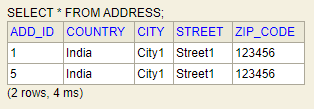 SELECT * FROM ADDRESS;
ADD_ID COUNTRY CITY STREET ZIP_CODE
1 India City1 Street1 123456
5 India City1 Street1 123456
(2 rows, 4 ms)